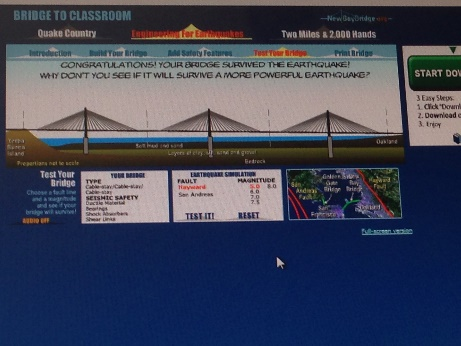 BRIDGE TO CLASSROOM
NewBayBridge
Quake Country
Engineering For Earthquakes
Two Miles & 2,000 Hands
Introduction
Build Your Bridge
Add Safety Features
Test Your Bridge
Print Bridge
CONGRATULATIONS! YOUR BRIDGE SURVIVED THE EARTHQUAKE!
WHY DON'T YOU SEE IF IT WILL SURVIVE A MORE POWERFUL EARTHQUAKE?
START DOW
3 Easy Steps:
1. Click "Downl
2. Download
3. Enjoy
Yerba
Buena
Island
Soft mud and sand
Layers of clay, silt, sand and gravel
Oakland
Proportions not to scale
Bedrock
Test Your
Bridge
Choose a fault line
and a magnitude
and see if your
bridge will survive!
AUDIO OFF
YOUR BRIDGE
TYPE
Cable-stay/Cable-stay/
Cable-stay
SEISMIC SAFETY
Ductile Material
Bearings
Shock Absorbers
Shear Links
EARTHQUAKE SIMULATION
FAULT MAGNITUDE
Hayward 5.0 8.0
San Andreas 6.0
7.0
7.5
TEST IT! RESET
San
Andreas
Fault
Golden
Gate
Bridge
Bay
Bridge
Hayward
Fault
San
Francisco
Oakland
Full-screen version